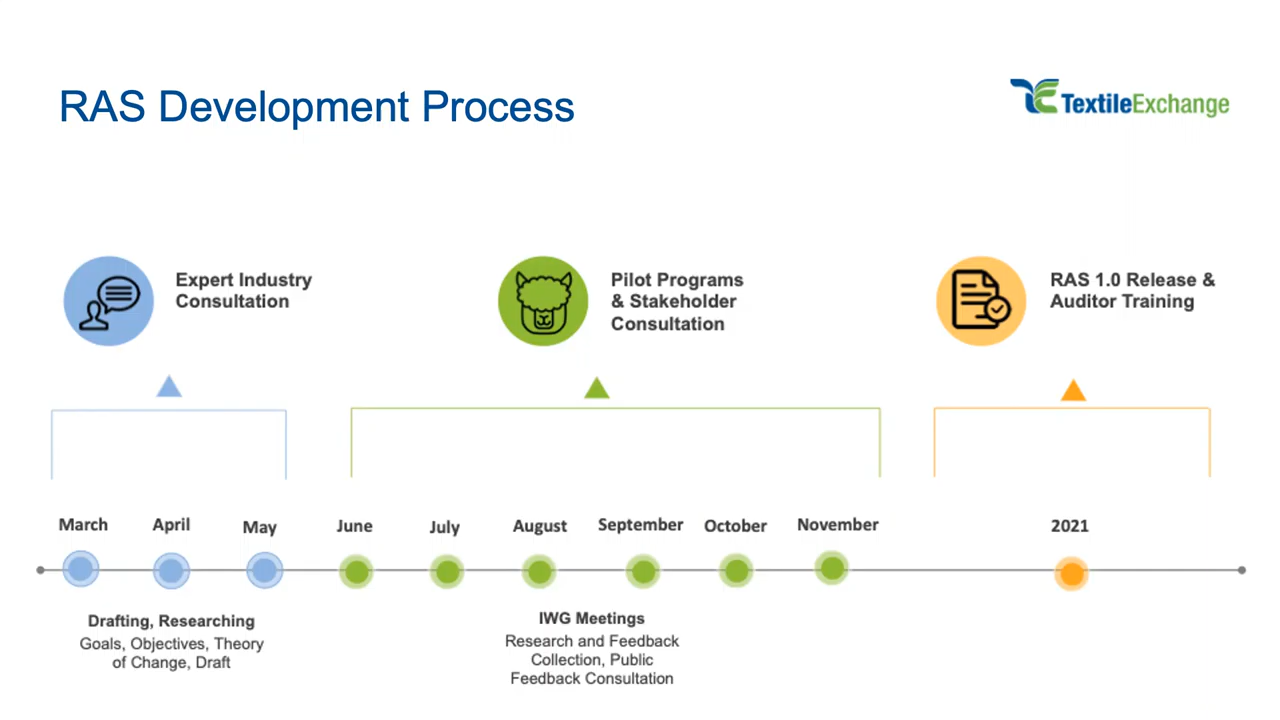 RAS Development Process
TextileExchange
Expert Industry
Consultation
Pilot Programs
& Stakeholder
Consultation
RAS 1.0 Release &
Auditor Training
March
April
May
June
July
August
September
October
November
2021
Drafting, Researching
Goals, Objectives, Theory
of Change, Draft
IWG Meetings
Research and Feedback
Collection, Public
Feedback Consultation